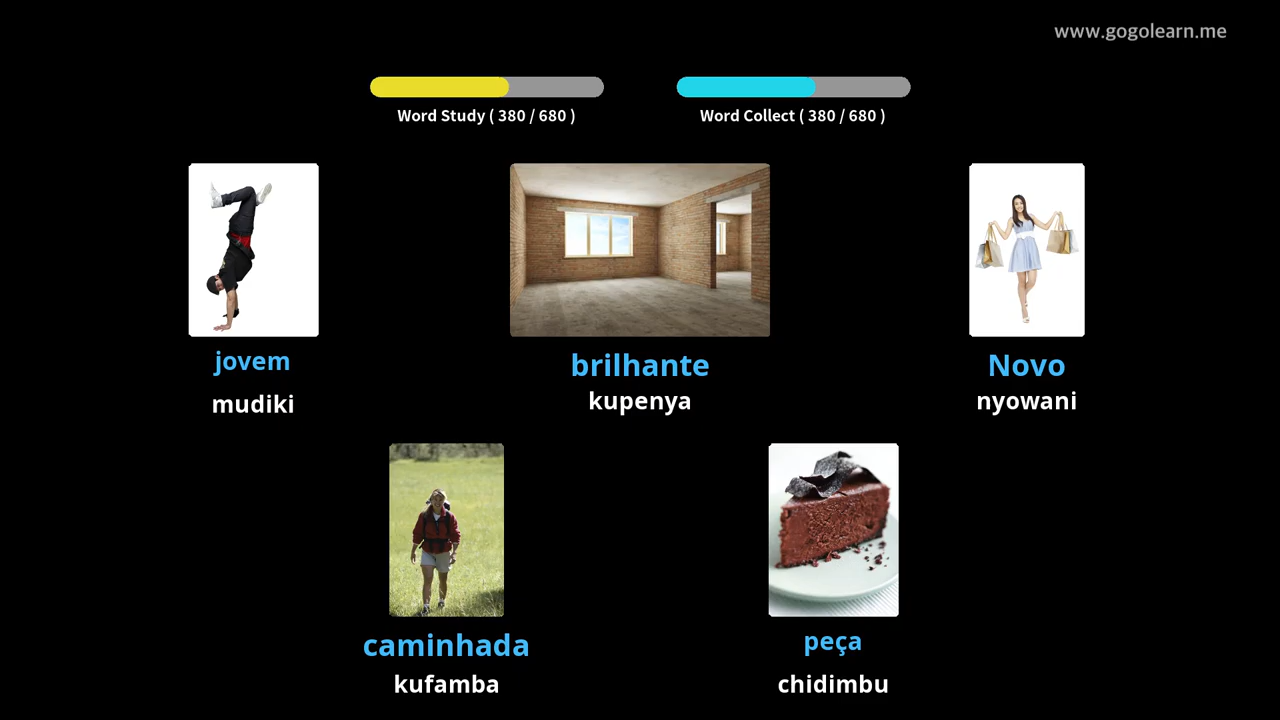 www.gogolearn.me
Word Study ( 380 / 680 )
Word Collect ( 380 / 680 )
jovem
mudiki
brilhante
kupenya
Novo
nyowani
caminhada
kufamba
peça
chidimbu